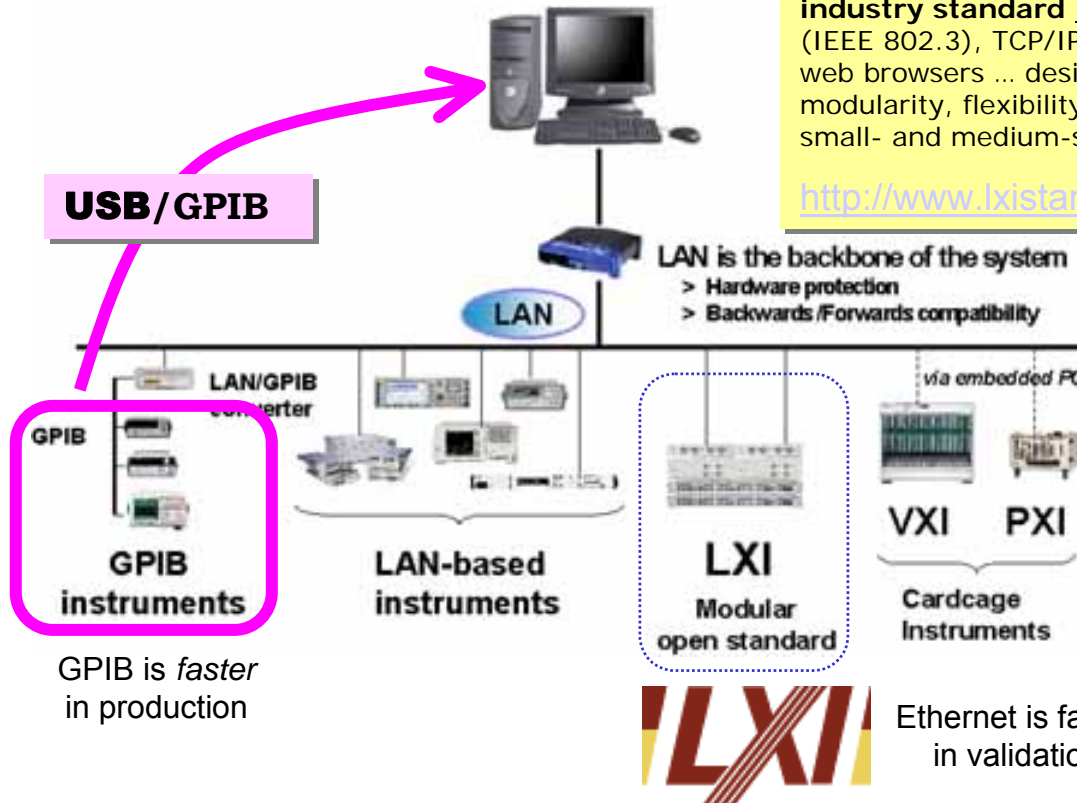 industry standard
(IEEE 802.3), TCP/IP
web browsers ... desi
modularity, flexibility
small- and medium-s
http://www.lxistan
USB/GPIB
LAN is the backbone of the system
> Hardware protection
> Backwards/Forwards compatibility
LAN
LAN/GPIB
converter
GPIB
via embedded PC
GPIB
instruments
LAN-based
instruments
LXI
Modular
open standard
VXI PXI
Cardcage
Instruments
GPIB is faster
in production
LXI
Ethernet is fa
in validatio